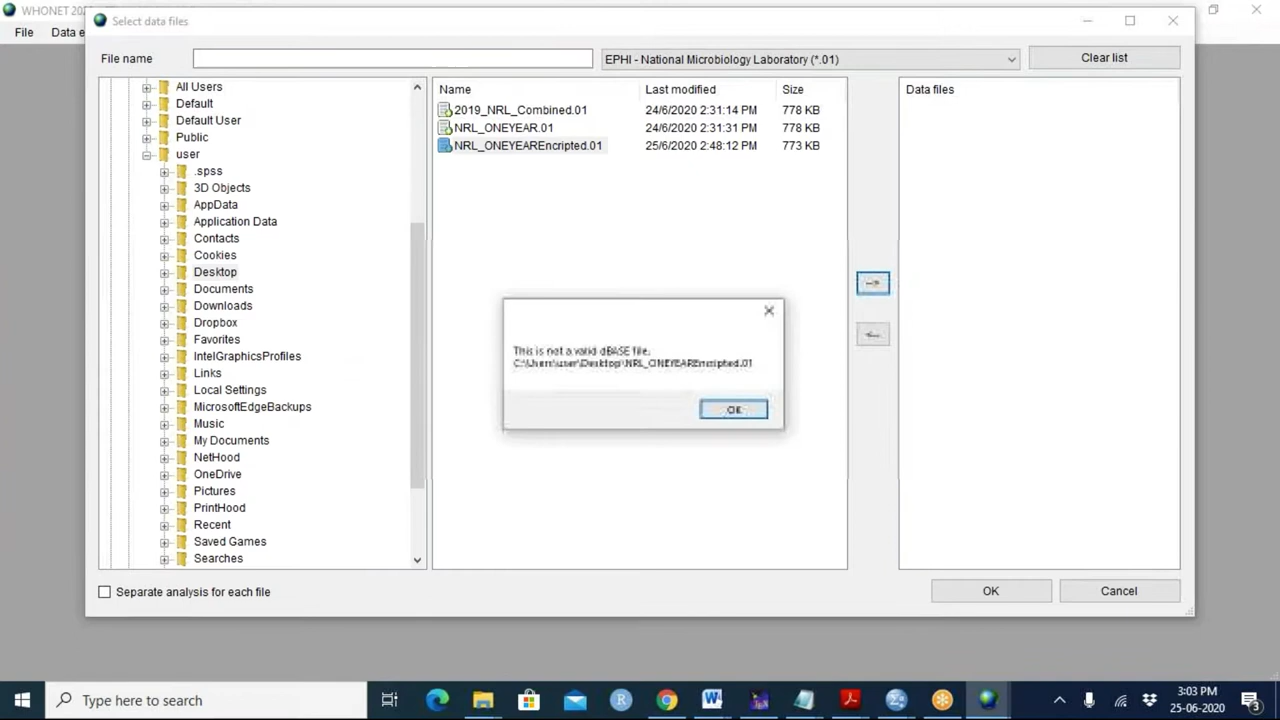 WHONET 20
File
Data e
Select data files
File name
EPHI - National Microbiology Laboratory (*.01)
Clear list
All Users
Default
Default User
Public
user
.spss
3D Objects
AppData
Application Data
Contacts
Cookies
Desktop
Documents
Downloads
Dropbox
Favorites
IntelGraphicsProfiles
Links
Local Settings
MicrosoftEdgeBackups
Music
My Documents
NetHood
OneDrive
Pictures
PrintHood
Recent
Saved Games
Searches
Name Last modified Size
2019_NRL_Combined.01 24/6/2020 2:31:14 PM 778 KB
NRL_ONEYEAR.01 24/6/2020 2:31:31 PM 778 KB
NRL_ONEYEAREncripted.01 25/6/2020 2:48:12 PM 773 KB
Data files
This is not a valid dBASE file.
C:\Users\user\Desktop\NRL_ONEYEAREncripted.01
OK
Separate analysis for each file
OK
Cancel
Type here to search
3:03 PM
25-06-2020
3